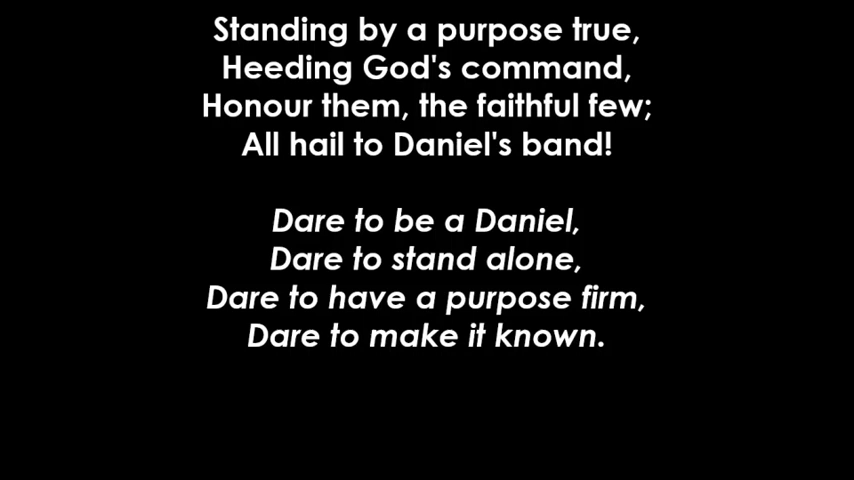 Standing by a purpose true,
Heeding God's command,
Honour them, the faithful few;
All hail to Daniel's band!
Dare to be a Daniel,
Dare to stand alone,
Dare to have a purpose firm,
Dare to make it known.